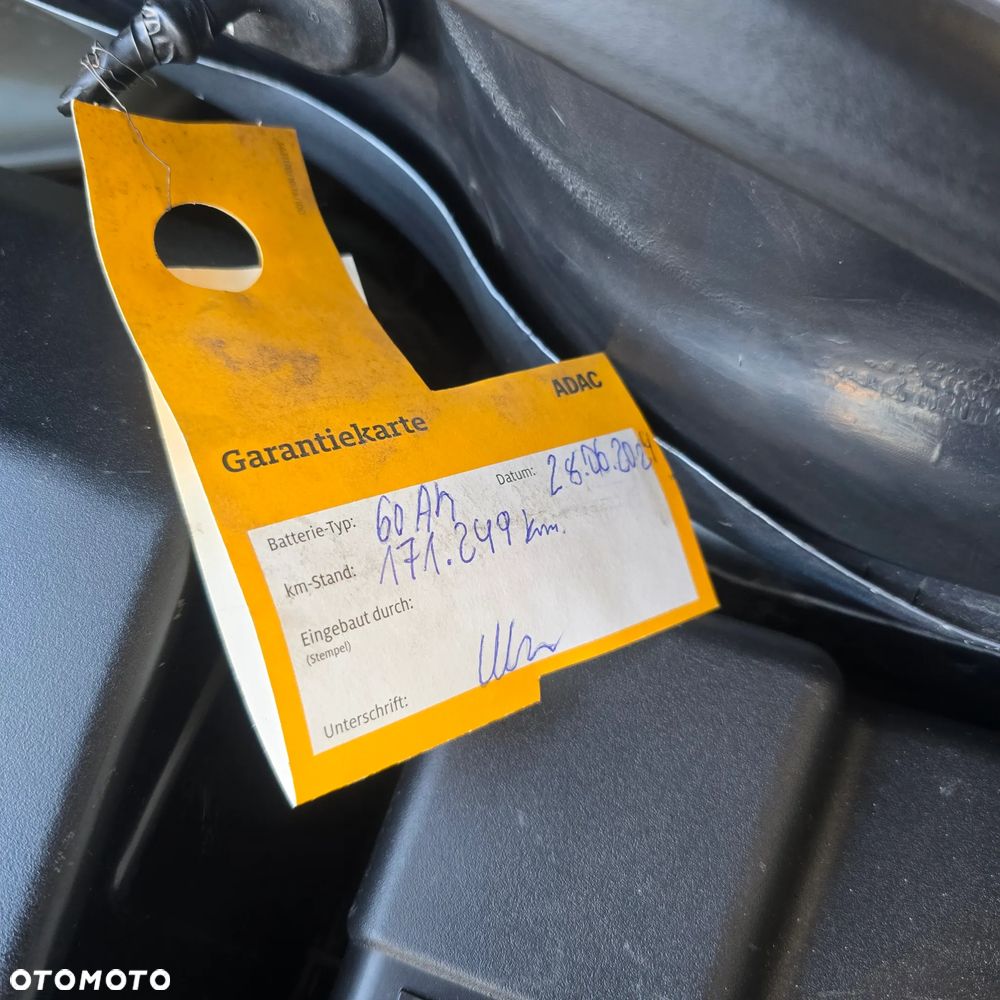 ADAC
Garantiekarte
Batterie-Typ: 60 Ah Datum: 28.06.2024
km-Stand: 171.249 km.
Eingebaut durch:
(Stempel)
Unterschrift:
OTOMOTO